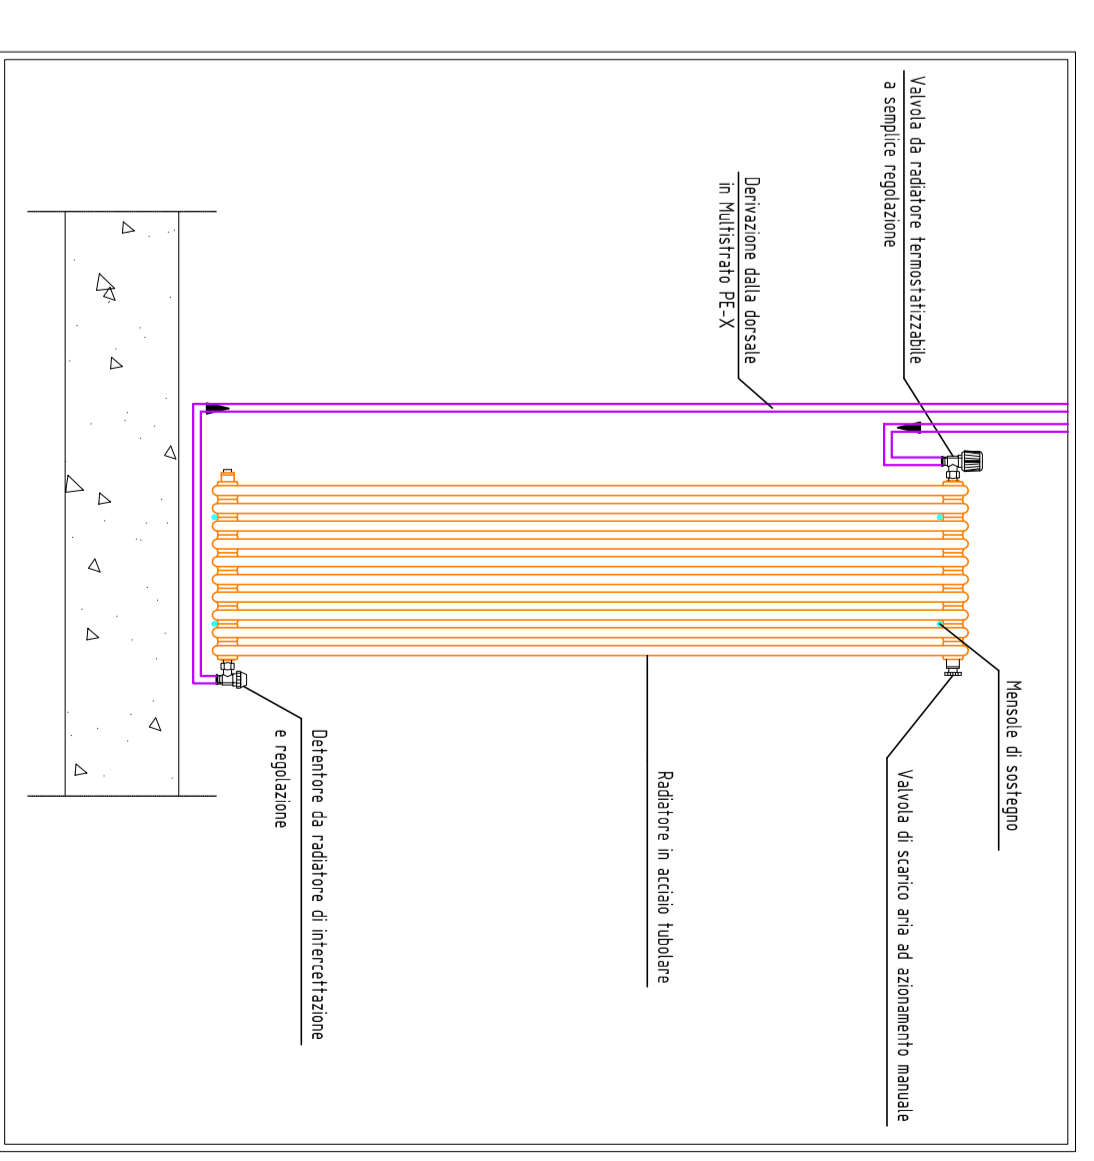 Valvola da radiatore termostatizzabile
a semplice regolazione
Derivazione dalla dorsale
in Multistrato PE-X
Mensole di sostegno
Valvola di scarico aria ad azionamento manuale
Radiatore in acciaio tubolare
Detentore da radiatore di intercettazione
e regolazione